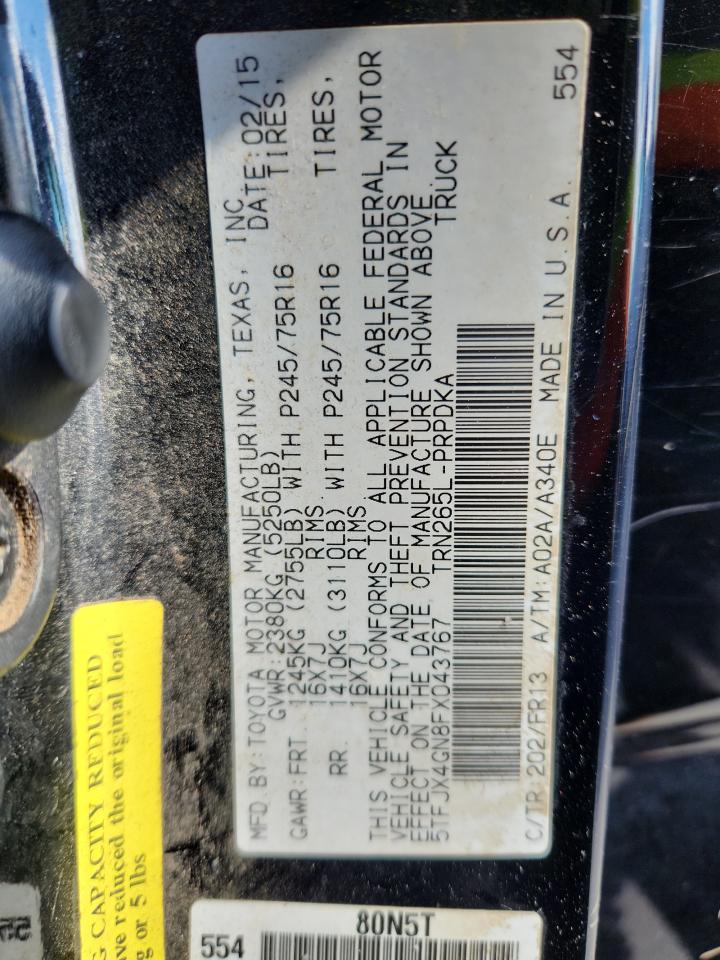 MFD.BY:TOYOTA MOTOR MANUFACTURING, TEXAS, INC.
GVWR:2380KG (5250LB) DATE:02/15
GAWR:FRT. 1245KG (2755LB) WITH P245/75R16 TIRES,
16X7J RIMS
RR. 1410KG (3110LB) WITH P245/75R16 TIRES,
16X7J RIMS
THIS VEHICLE CONFORMS TO ALL APPLICABLE FEDERAL MOTOR
VEHICLE SAFETY AND THEFT PREVENTION STANDARDS IN
EFFECT ON THE DATE OF MANUFACTURE SHOWN ABOVE.
5TFJX4GN8FX043767 TRN265L-PRPDKA TRUCK
C/TR:202/FR13 A/TM:A02A/A340E MADE IN U.S.A. 554
G CAPACITY REDUCED
ave reduced the original load
g or 5 lbs
80N5T
554